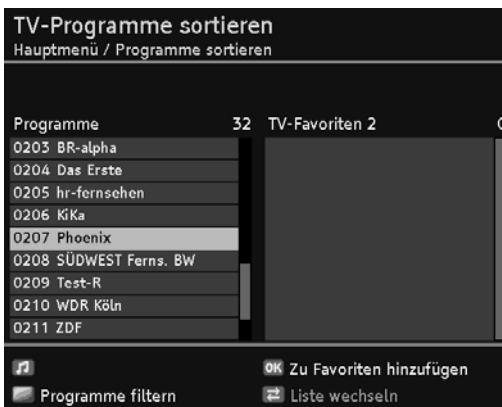 TV-Programme sortieren
Hauptmenü / Programme sortieren
Programme 32 TV-Favoriten 2
0203 BR-alpha
0204 Das Erste
0205 hr-fernsehen
0206 KiKa
0207 Phoenix
0208 SÜDWEST Ferns. BW
0209 Test-R
0210 WDR Köln
0211 ZDF
OK Zu Favoriten hinzufügen
Programme filtern Liste wechseln